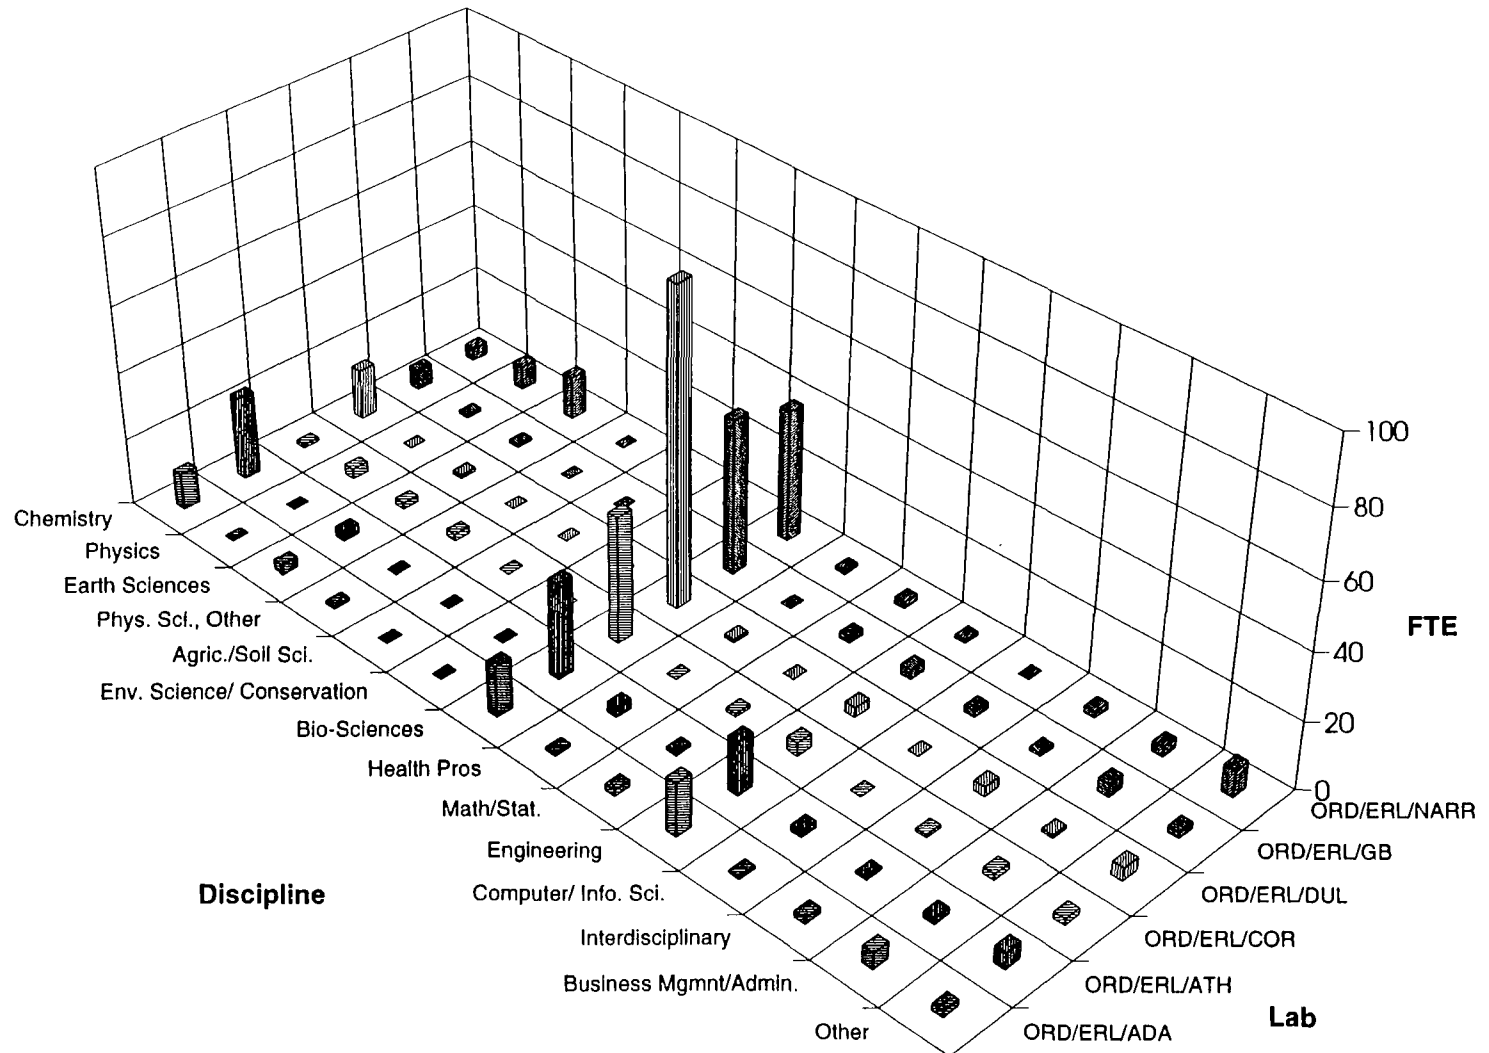 100
80
60
FTE
40
20
0
Chemistry
Physics
Earth Sciences
Phys. Sci., Other
Agric./Soil Sci.
Env. Science/ Conservation
Bio-Sciences
Health Pros
Math/Stat.
Engineering
Computer/ Info. Sci.
Interdisciplinary
Business Mgmnt/Admin.
Other
Discipline
ORD/ERL/NARR
ORD/ERL/GB
ORD/ERL/DUL
ORD/ERL/COR
ORD/ERL/ATH
ORD/ERL/ADA
Lab